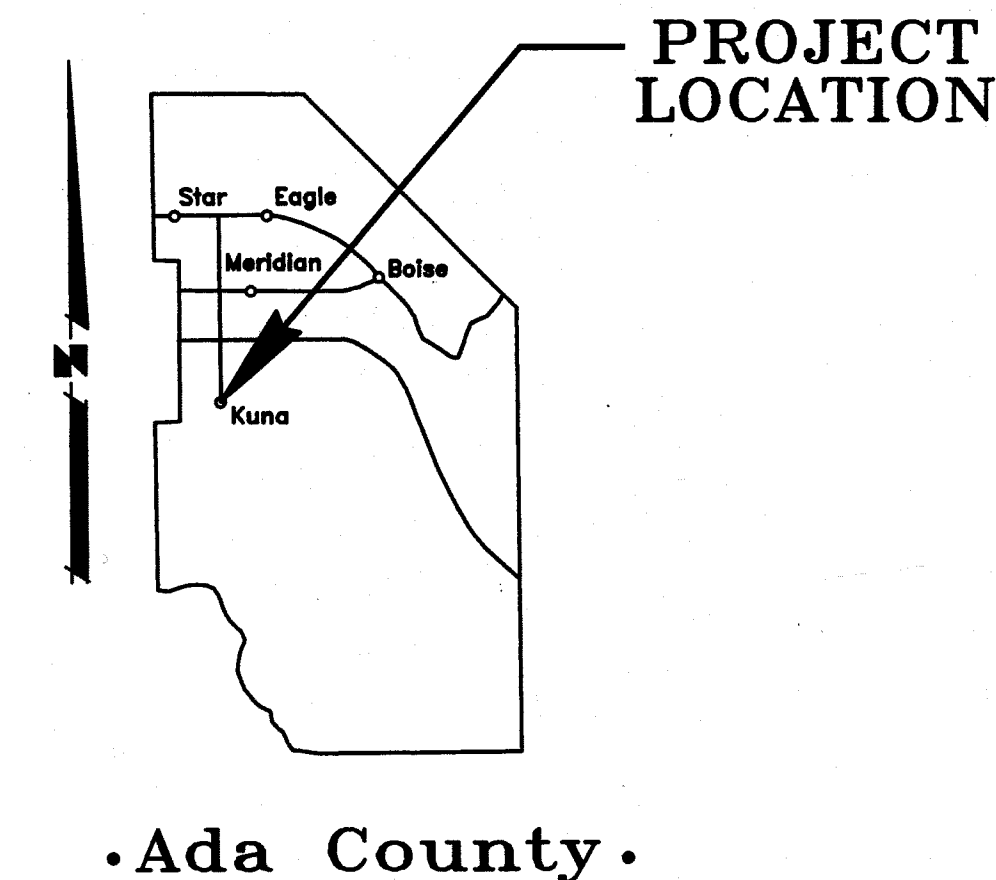 PROJECT
LOCATION
Star
Eagle
Meridian
Boise
N
Kuna
• Ada County •